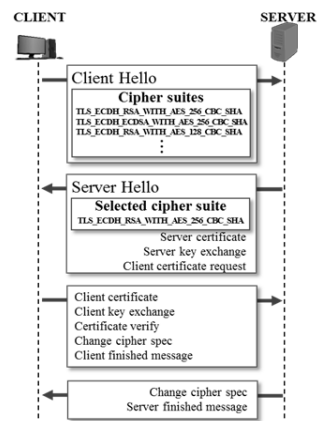 CLIENT
SERVER
Client Hello
Cipher suites
TLS_ECDH_RSA_WITH_AES_256_CBC_SHA
TLS_ECDH_ECDSA_WITH_AES_256_CBC_SHA
TLS_ECDH_RSA_WITH_AES_128_CBC_SHA
Server Hello
Selected cipher suite
TLS_ECDH_RSA_WITH_AES_256_CBC_SHA
Server certificate
Server key exchange
Client certificate request
Client certificate
Client key exchange
Certificate verify
Change cipher spec
Client finished message
Change cipher spec
Server finished message